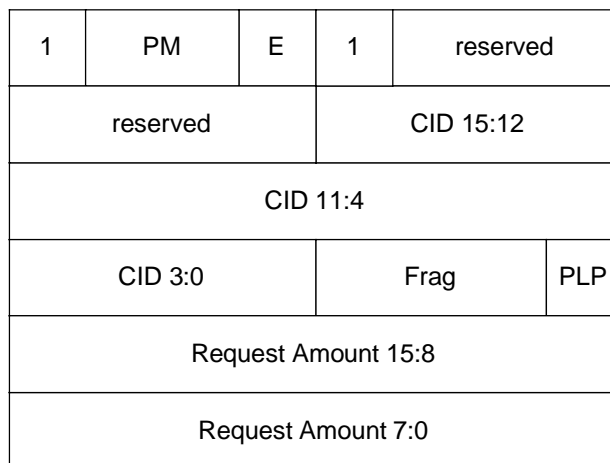 1 PM E 1 reserved
reserved CID 15:12
CID 11:4
CID 3:0 Frag PLP
Request Amount 15:8
Request Amount 7:0